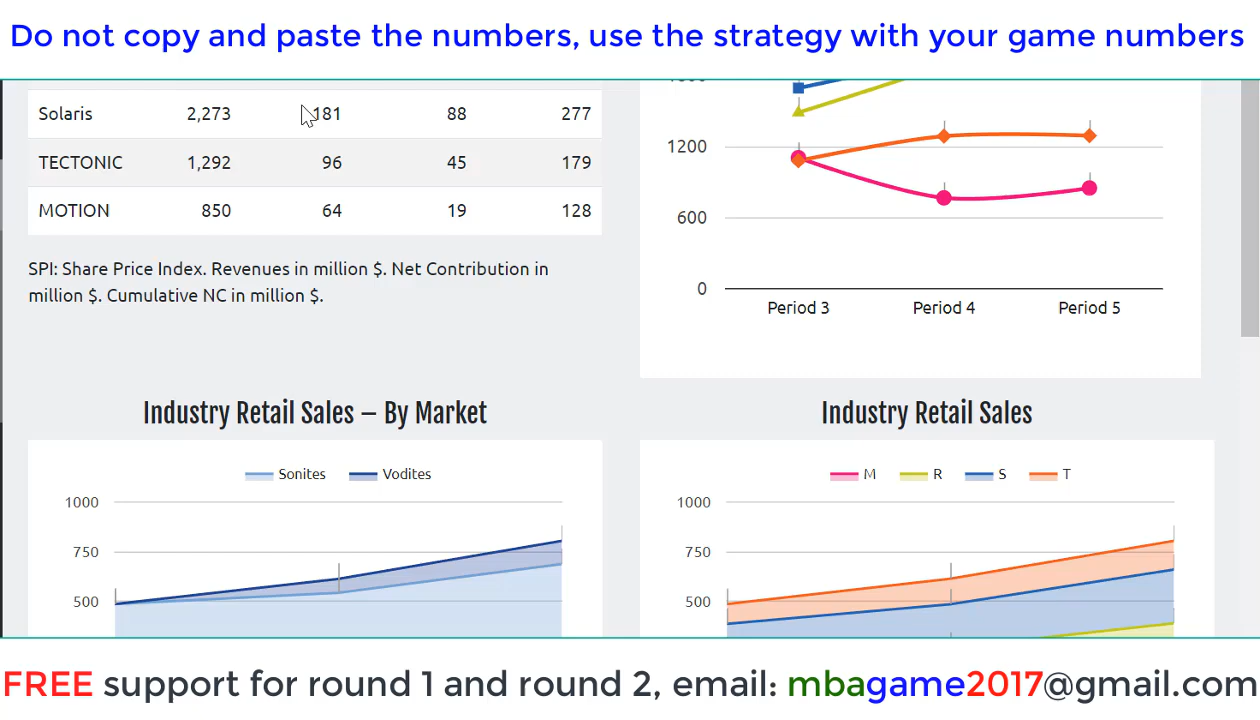 Do not copy and paste the numbers, use the strategy with your game numbers
Solaris 2,273 181 88 277
TECTONIC 1,292 96 45 179
MOTION 850 64 19 128
SPI: Share Price Index. Revenues in million $. Net Contribution in
million $. Cumulative NC in million $.
1200
600
0
Period 3 Period 4 Period 5
Industry Retail Sales – By Market
Sonites Vodites
1000
750
500
Industry Retail Sales
M R S T
1000
750
500
FREE support for round 1 and round 2, email: mbagame2017@gmail.com